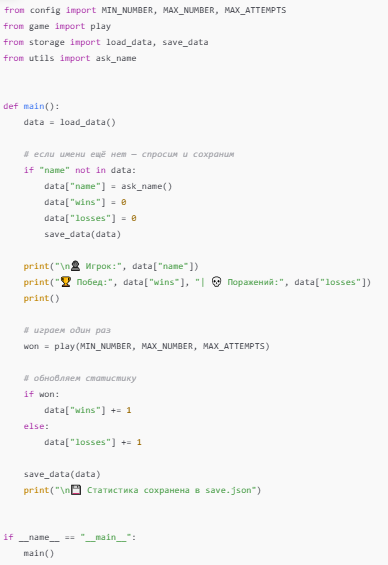 from config import MIN_NUMBER, MAX_NUMBER, MAX_ATTEMPTS
from game import play
from storage import load_data, save_data
from utils import ask_name
def main():
    data = load_data()
    # если имени ещё нет — спросим и сохраним
    if "name" not in data:
        data["name"] = ask_name()
        data["wins"] = 0
        data["losses"] = 0
        save_data(data)
    print("\n👤 Игрок:", data["name"])
    print("🏆 Побед:", data["wins"], "| 💀 Поражений:", data["losses"])
    print()
    # играем один раз
    won = play(MIN_NUMBER, MAX_NUMBER, MAX_ATTEMPTS)
    # обновляем статистику
    if won:
        data["wins"] += 1
    else:
        data["losses"] += 1
    save_data(data)
    print("\n💾 Статистика сохранена в save.json")
if __name__ == "__main__":
    main()